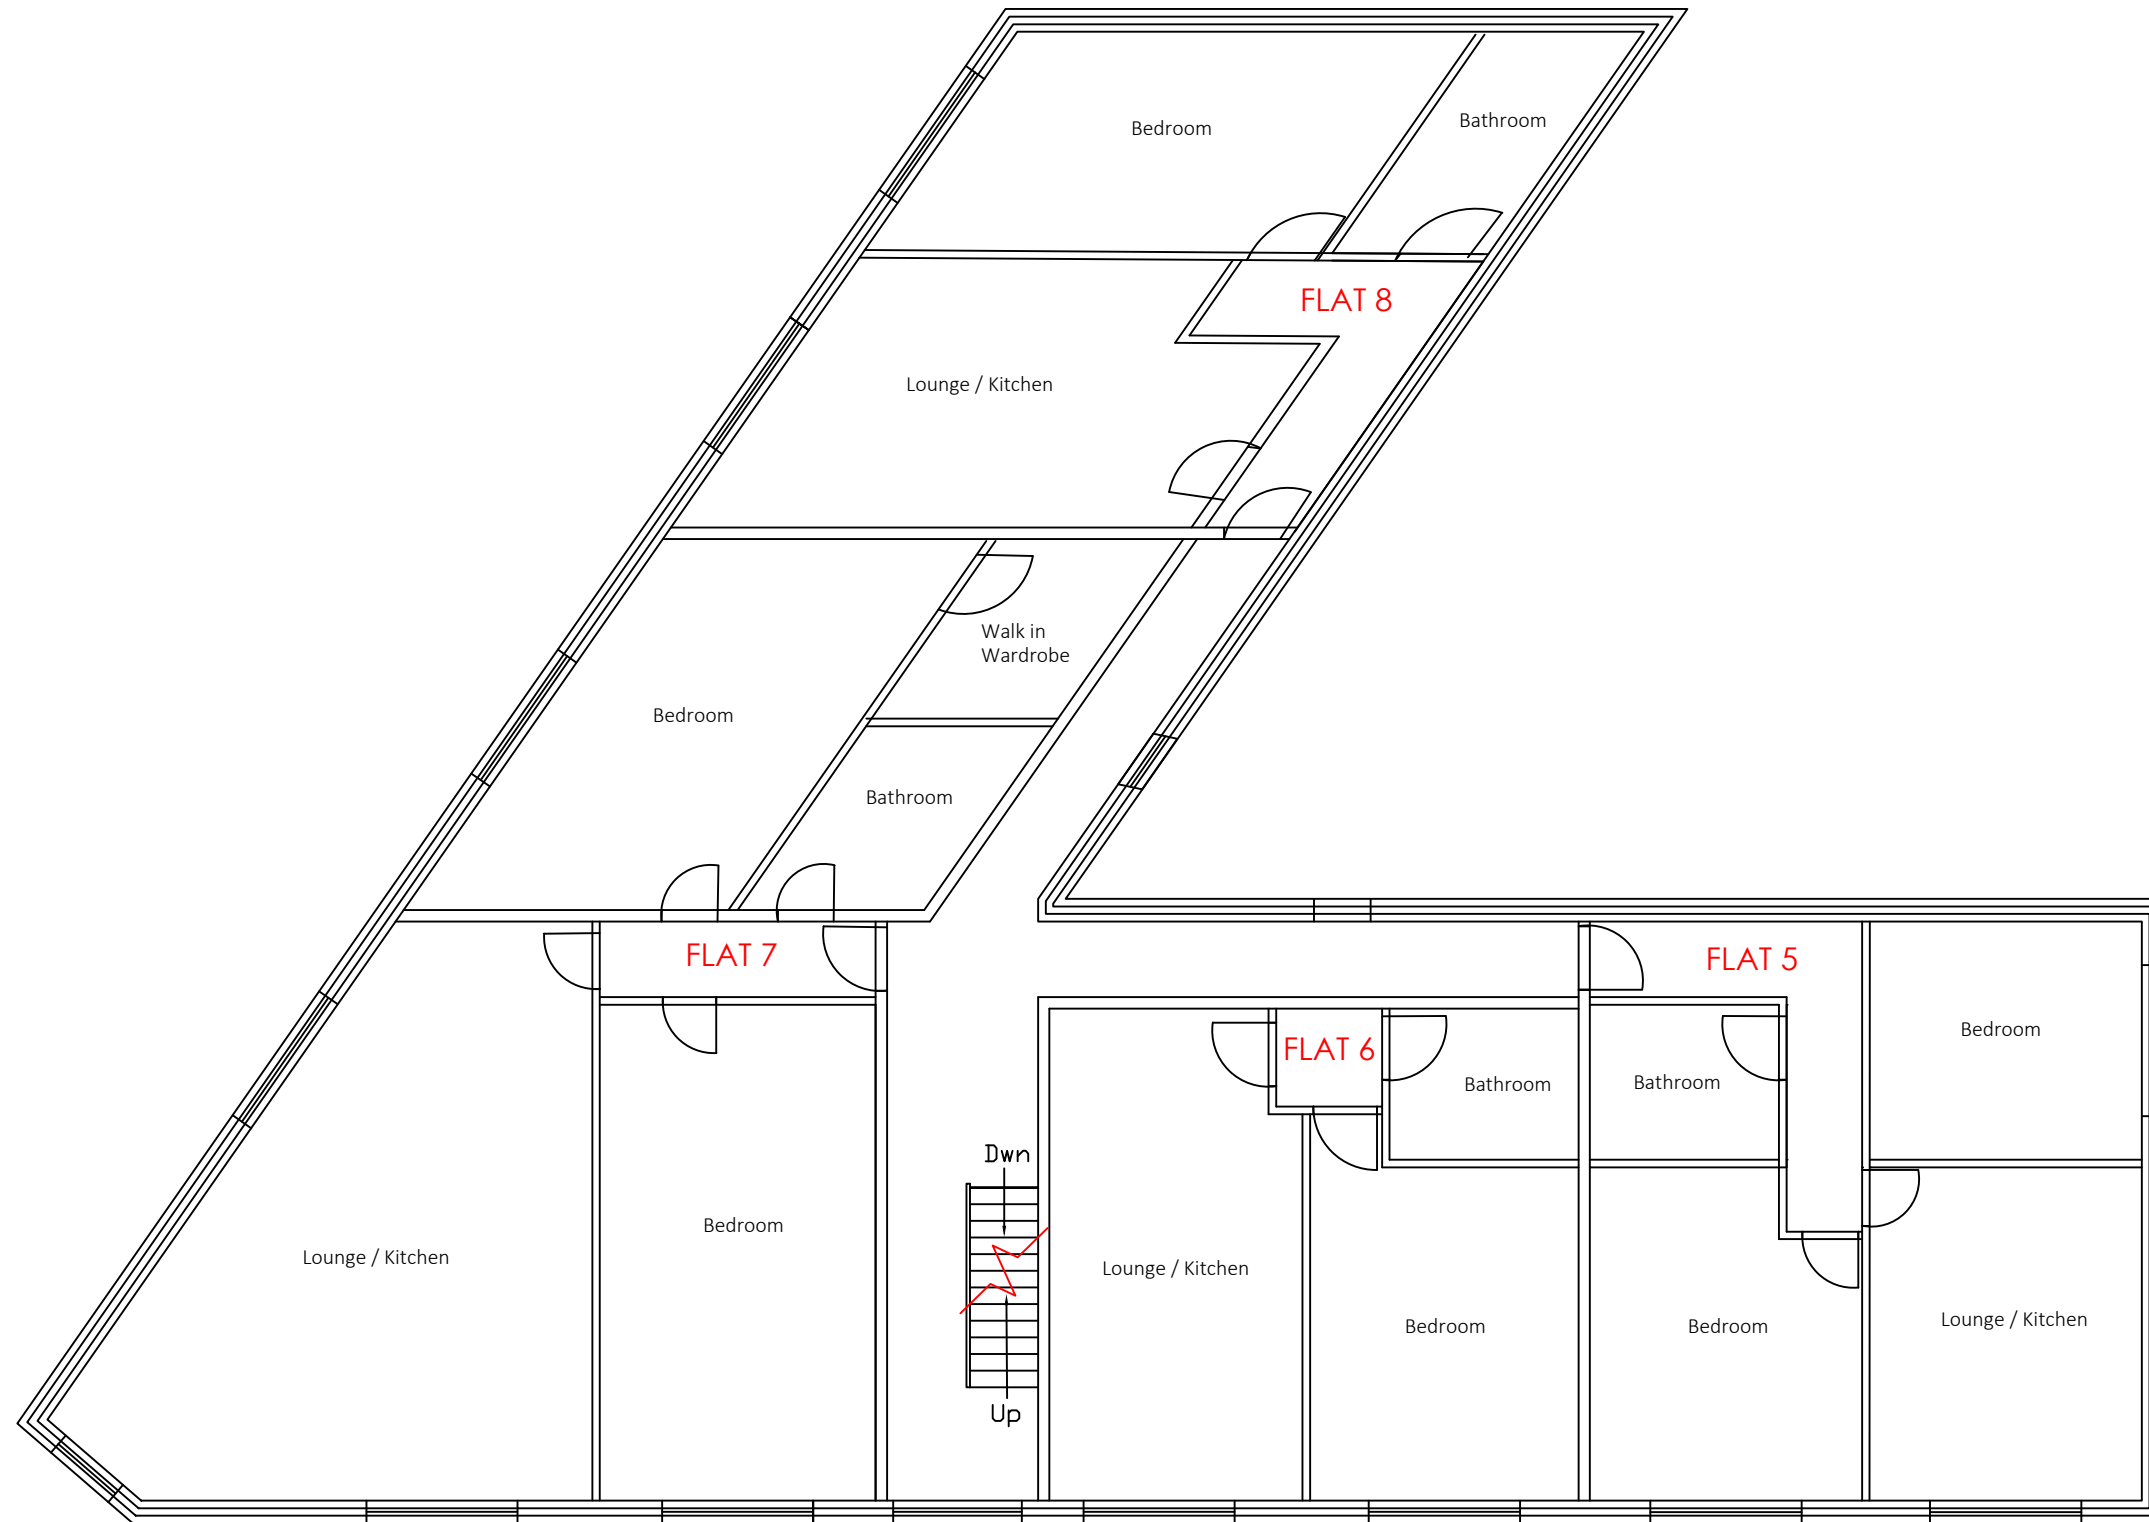 Bathroom
Bedroom
FLAT 8
Lounge / Kitchen
Walk in
Wardrobe
Bedroom
Bathroom
FLAT 7
FLAT 5
Bedroom
FLAT 6
Bathroom
Bathroom
Dwn
Bedroom
Lounge / Kitchen
Lounge / Kitchen
Bedroom
Bedroom
Lounge / Kitchen
Up